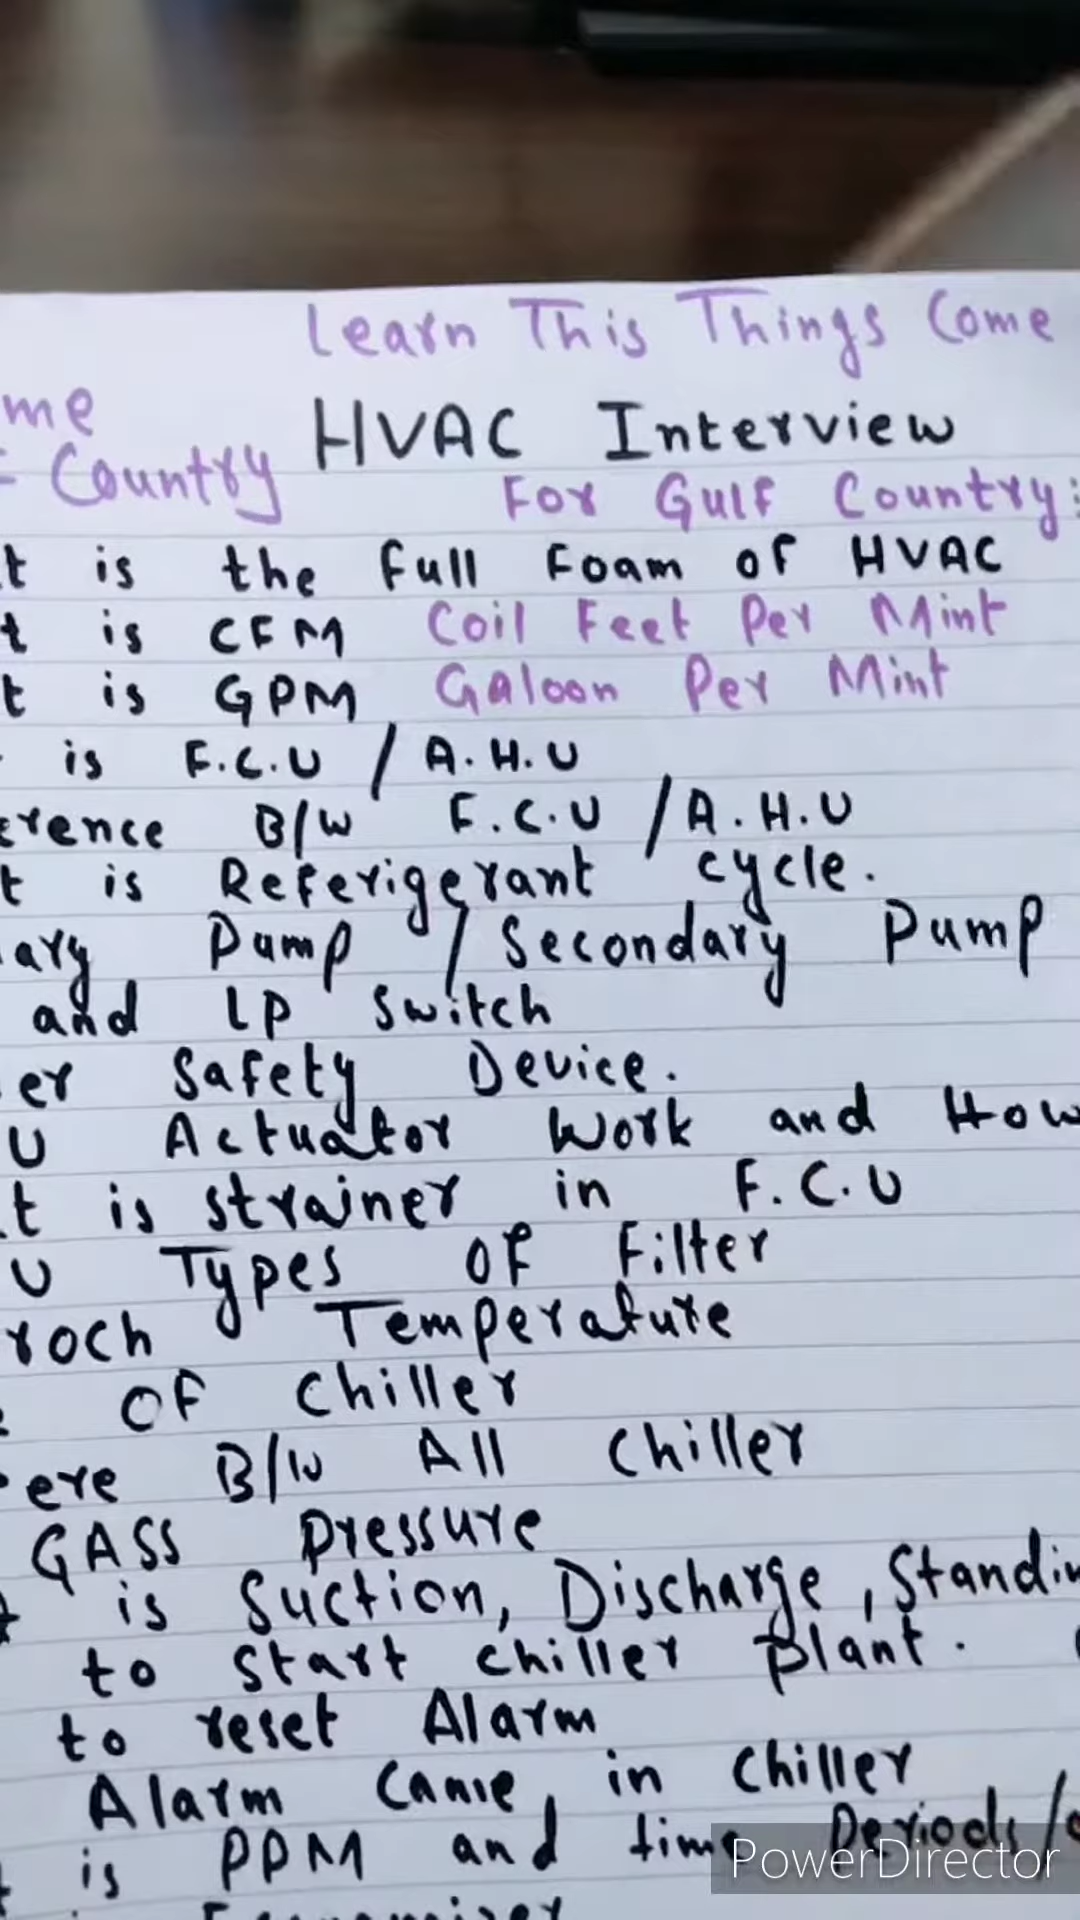 Learn This Things Come
me
HVAC Interview
Country
For Gulf Country:
t is the full foam of HVAC
t is CFM Coil Feet Per Mint
t is GPM Galoon Per Mint
is F.C.U / A.H.U
erence B/w F.C.U / A.H.U
t is Referigerant cycle.
ary Pump / Secondary Pump
and LP Switch
er Safety Device.
U Actuator Work and How
t is strainer in F.C.U
U Types of Filter
roch Temperature
OF chiller
ere B/w All chiller
GASS Pressure
is Suction, Discharge, Standin
to start chiller plant.
to reset Alarm
Alarm Came in chiller
is PPM and time Periods/
PowerDirector